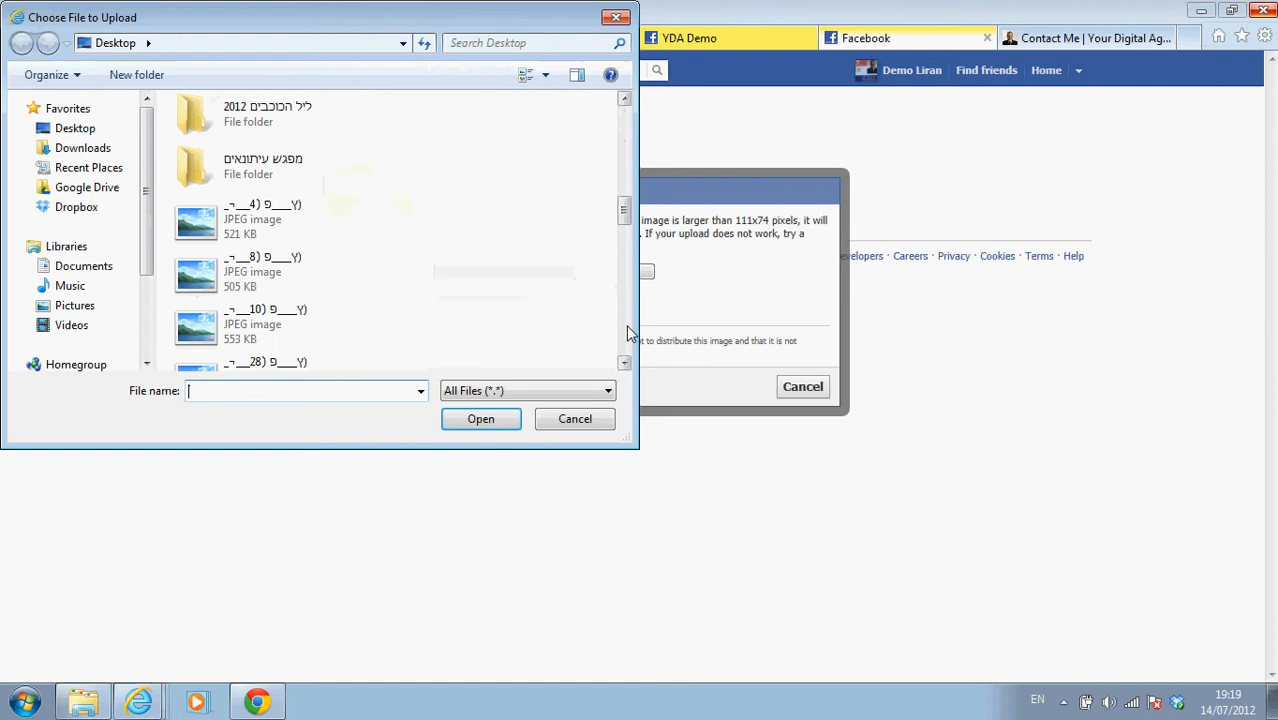 Choose File to Upload
Desktop
Search Desktop
Organize
New folder
Favorites
Desktop
Downloads
Recent Places
Google Drive
Dropbox
Libraries
Documents
Music
Pictures
Videos
Homegroup
ליל הכוכבים 2012
File folder
מפגש עיתונאים
File folder
JPEG image
521 KB
JPEG image
505 KB
JPEG image
553 KB
File name:
All Files (*.*)
Open
Cancel
YDA Demo
Facebook
Contact Me | Your Digital Ag...
Demo Liran
Find friends
Home
image is larger than 111x74 pixels, it will
. If your upload does not work, try a
evelopers · Careers · Privacy · Cookies · Terms · Help
t to distribute this image and that it is not
Cancel
EN
19:19
14/07/2012